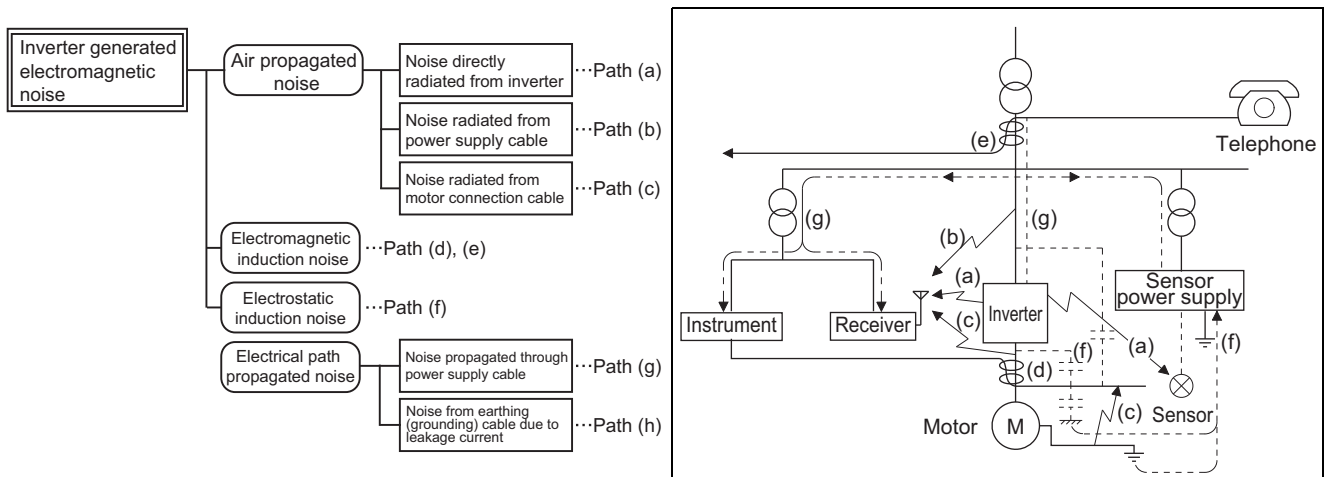 Inverter generated
electromagnetic
noise
Air propagated
noise
Noise directly
radiated from inverter
···Path (a)
Noise radiated from
power supply cable
···Path (b)
Noise radiated from
motor connection cable
···Path (c)
Electromagnetic
induction noise
···Path (d), (e)
Electrostatic
induction noise
···Path (f)
Electrical path
propagated noise
Noise propagated through
power supply cable
···Path (g)
Noise from earthing
(grounding) cable due to
leakage current
···Path (h)
Telephone
(e)
(g)
(g)
(b)
(a)
Sensor
power supply
Instrument
Receiver
Inverter
(c)
(f)
(a)
(f)
(d)
Sensor
(c)
Motor
M